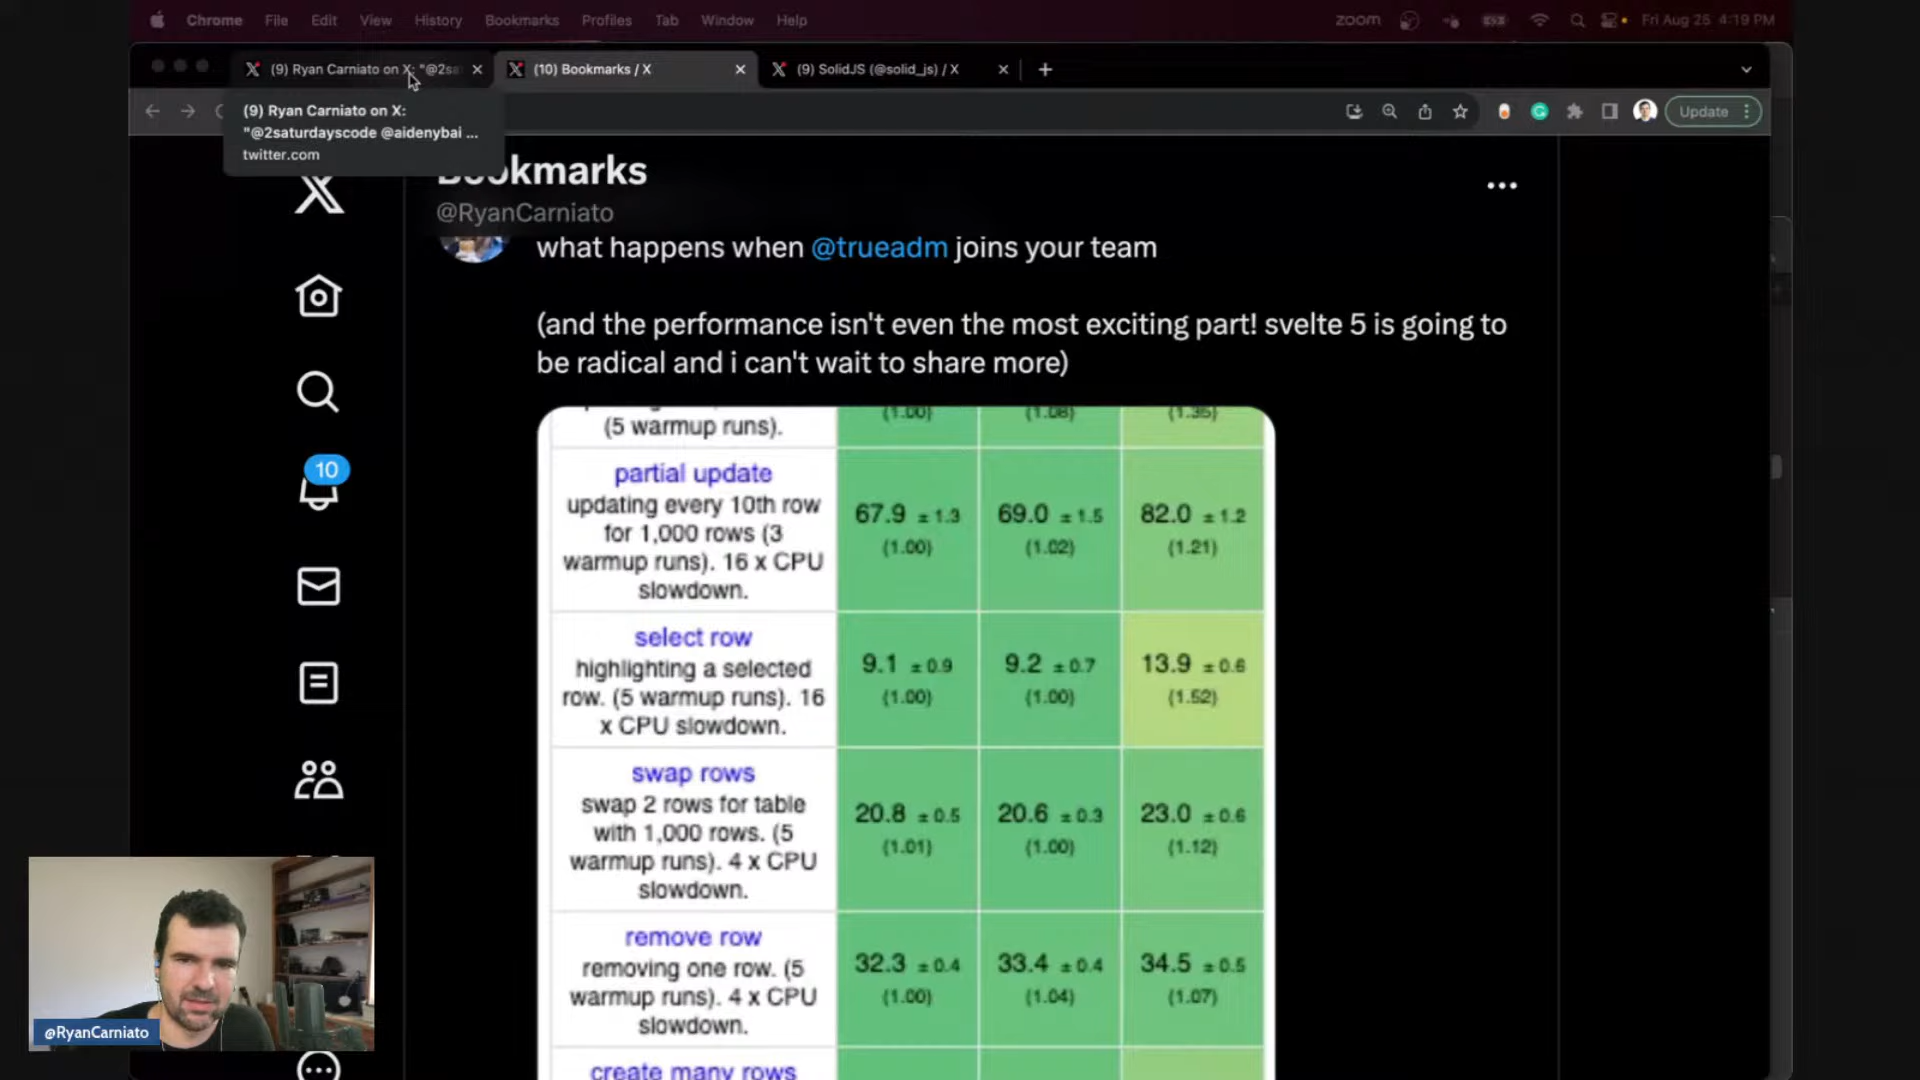 Chrome File Edit View History Bookmarks Profiles Tab Window Help zoom Fri Aug 25 4:19 PM
(9) Ryan Carniato on X: "@2sa
(10) Bookmarks / X
(9) SolidJS (@solid_js) / X
Update
(9) Ryan Carniato on X:
"@2saturdayscode @aidenybai ...
twitter.com
Bookmarks
@RyanCarniato
what happens when @trueadm joins your team
(and the performance isn't even the most exciting part! svelte 5 is going to
be radical and i can't wait to share more)
10
(5 warmup runs).
(1.00) (1.08) (1.35)
partial update
updating every 10th row
for 1,000 rows (3
warmup runs). 16 x CPU
slowdown.
67.9 ± 1.3 69.0 ± 1.5 82.0 ± 1.2
(1.00) (1.02) (1.21)
select row
highlighting a selected
row. (5 warmup runs). 16
x CPU slowdown.
9.1 ± 0.9 9.2 ± 0.7 13.9 ± 0.6
(1.00) (1.00) (1.52)
swap rows
swap 2 rows for table
with 1,000 rows. (5
warmup runs). 4 x CPU
slowdown.
20.8 ± 0.5 20.6 ± 0.3 23.0 ± 0.6
(1.01) (1.00) (1.12)
remove row
removing one row. (5
warmup runs). 4 x CPU
slowdown.
32.3 ± 0.4 33.4 ± 0.4 34.5 ± 0.5
(1.00) (1.04) (1.07)
create many rows
@RyanCarniato